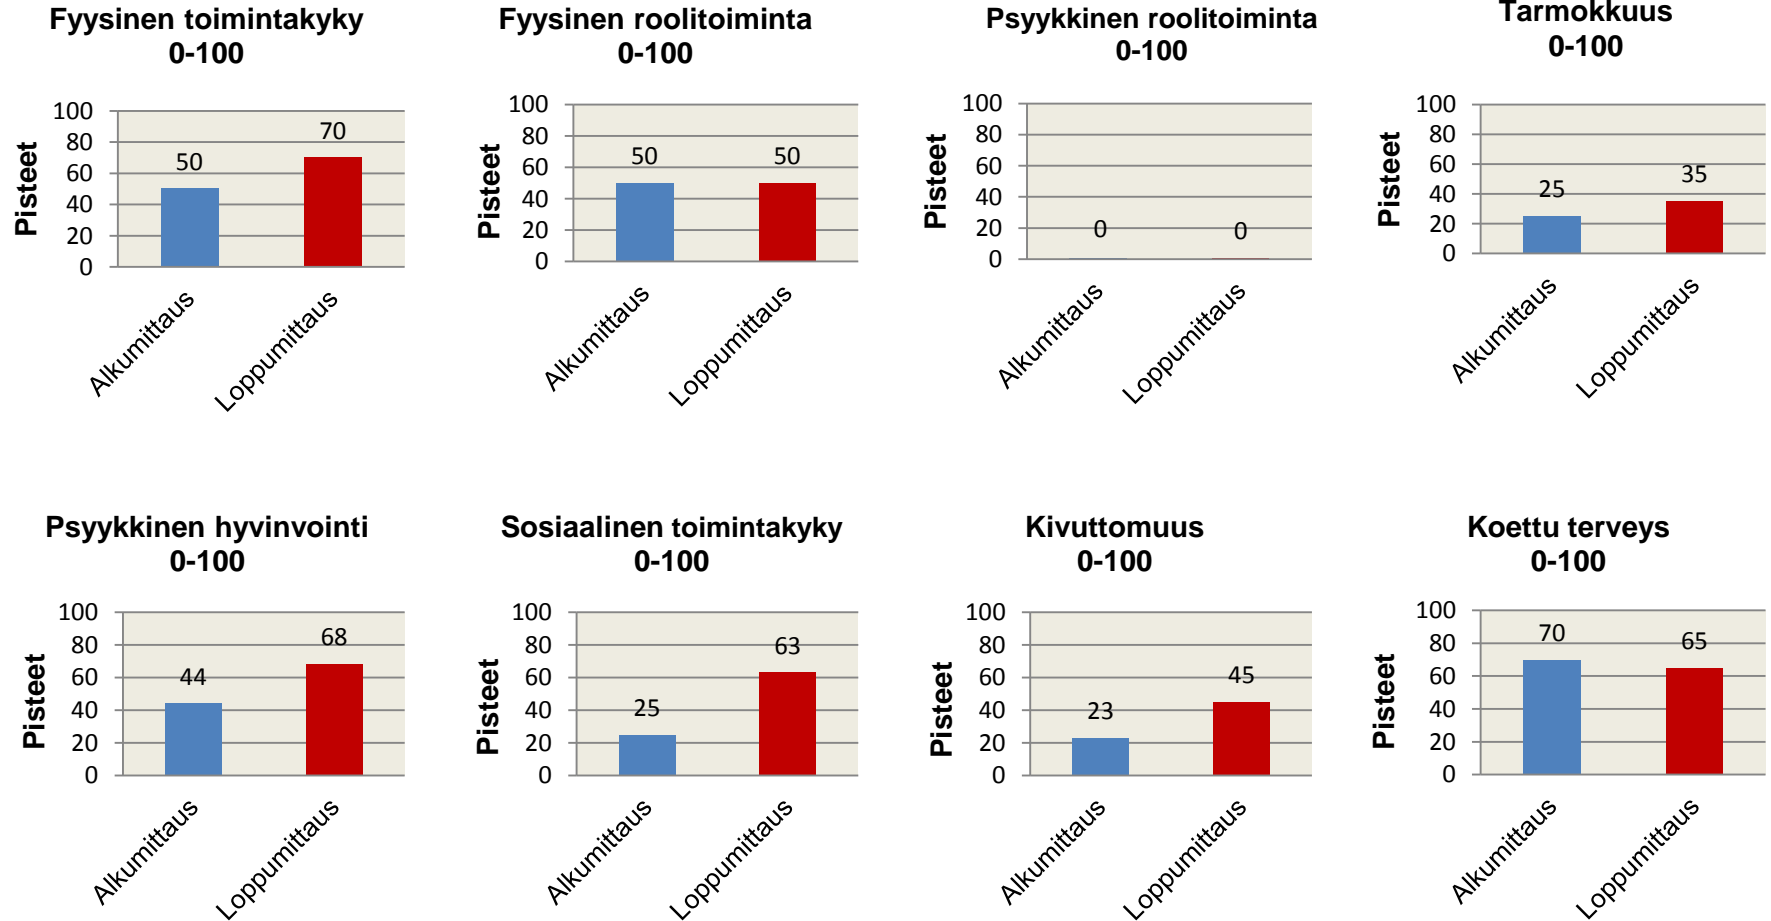 Fyysinen toimintakyky
0-100
Pisteet
100
80
60
40
20
0
50
70
Alkumittaus
Loppumittaus
Fyysinen roolitoiminta
0-100
Pisteet
100
80
60
40
20
0
50
50
Alkumittaus
Loppumittaus
Psyykkinen roolitoiminta
0-100
Pisteet
100
80
60
40
20
0
0
0
Alkumittaus
Loppumittaus
Tarmokkuus
0-100
Pisteet
100
80
60
40
20
0
25
35
Alkumittaus
Loppumittaus
Psyykkinen hyvinvointi
0-100
Pisteet
100
80
60
40
20
0
44
68
Alkumittaus
Loppumittaus
Sosiaalinen toimintakyky
0-100
Pisteet
100
80
60
40
20
0
25
63
Alkumittaus
Loppumittaus
Kivuttomuus
0-100
Pisteet
100
80
60
40
20
0
23
45
Alkumittaus
Loppumittaus
Koettu terveys
0-100
Pisteet
100
80
60
40
20
0
70
65
Alkumittaus
Loppumittaus